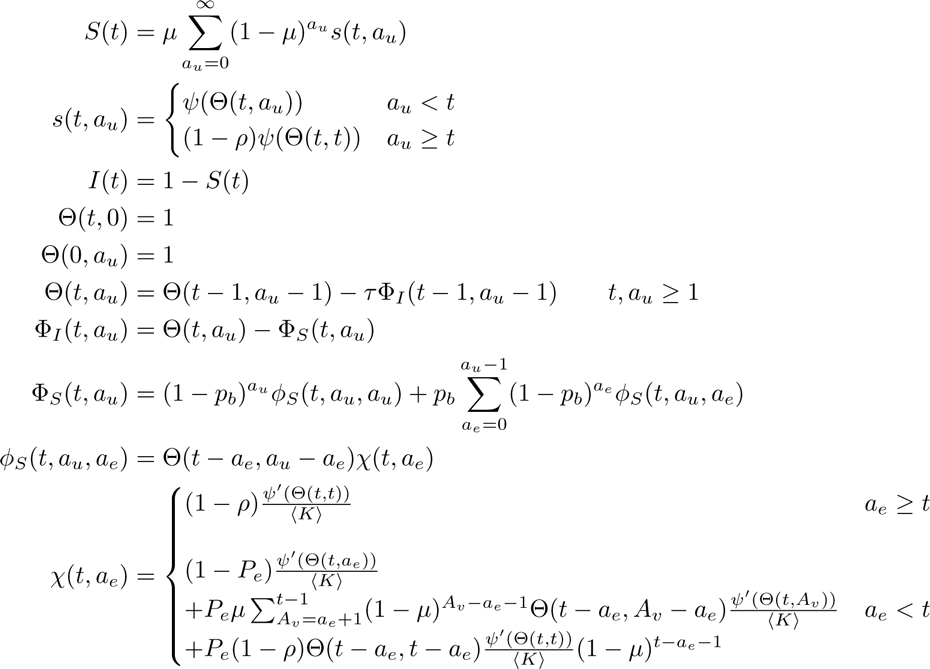 S(t) = μ ∑_{a_u=0}^{∞} (1 − μ)^{a_u} s(t, a_u)
s(t, a_u) = { ψ(Θ(t, a_u))  a_u < t
(1 − ρ)ψ(Θ(t, t))  a_u ≥ t
I(t) = 1 − S(t)
Θ(t, 0) = 1
Θ(0, a_u) = 1
Θ(t, a_u) = Θ(t − 1, a_u − 1) − τΦ_I(t − 1, a_u − 1)  t, a_u ≥ 1
Φ_I(t, a_u) = Θ(t, a_u) − Φ_S(t, a_u)
Φ_S(t, a_u) = (1 − p_b)^{a_u} ϕ_S(t, a_u, a_u) + p_b ∑_{a_e=0}^{a_u−1} (1 − p_b)^{a_e} ϕ_S(t, a_u, a_e)
ϕ_S(t, a_u, a_e) = Θ(t − a_e, a_u − a_e)χ(t, a_e)
χ(t, a_e) = { (1 − ρ) ψ′(Θ(t,t))/⟨K⟩  a_e ≥ t
(1 − P_e) ψ′(Θ(t,a_e))/⟨K⟩
+P_e μ ∑_{A_v=a_e+1}^{t−1} (1 − μ)^{A_v−a_e−1} Θ(t − a_e, A_v − a_e) ψ′(Θ(t,A_v))/⟨K⟩  a_e < t
+P_e(1 − ρ)Θ(t − a_e, t − a_e) ψ′(Θ(t,t))/⟨K⟩ (1 − μ)^{t−a_e−1}